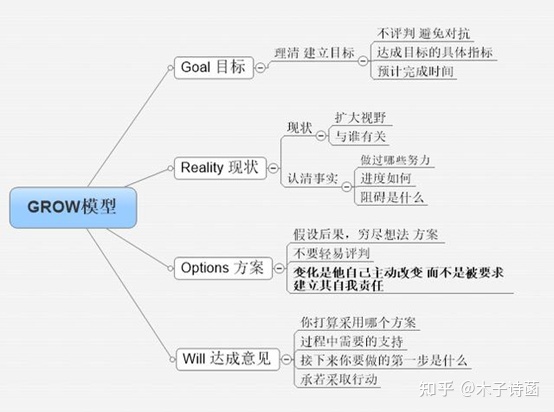 GROW模型
Goal 目标
理清 建立目标
不评判 避免对抗
达成目标的具体指标
预计完成时间
Reality 现状
现状
扩大视野
与谁有关
认清事实
做过哪些努力
进度如何
阻碍是什么
Options 方案
假设后果，穷尽想法 方案
不要轻易评判
变化是他自己主动改变 而不是被要求
建立其自我责任
Will 达成意见
你打算采用哪个方案
过程中需要的支持
接下来你要做的第一步是什么
承若采取行动
知乎 @木子诗菡